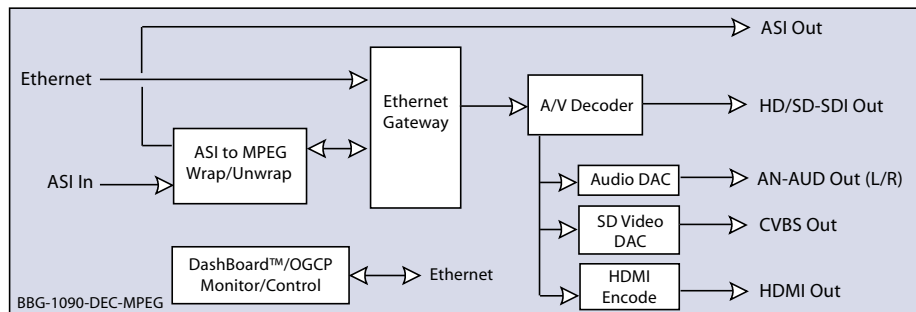 ASI Out
Ethernet
Ethernet
Gateway
A/V Decoder
HD/SD-SDI Out
ASI to MPEG
Wrap/Unwrap
ASI In
Audio DAC
AN-AUD Out (L/R)
SD Video
DAC
CVBS Out
DashBoard™/OGCP
Monitor/Control
Ethernet
HDMI
Encode
HDMI Out
BBG-1090-DEC-MPEG